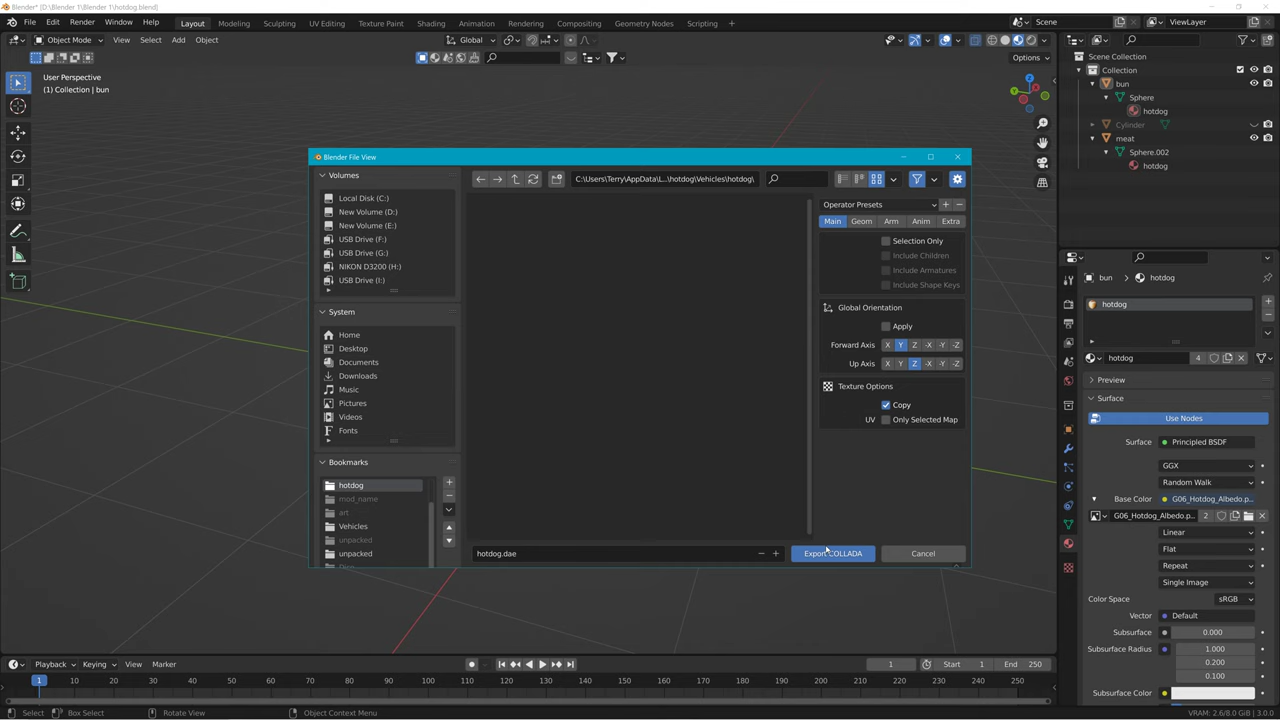 Blender* [D:\Blender 1\Blender 1\hotdog.blend]
File Edit Render Window Help Layout Modeling Sculpting UV Editing Texture Paint Shading Animation Rendering Compositing Geometry Nodes Scripting + Scene ViewLayer
Object Mode View Select Add Object Global
Options
User Perspective
(1) Collection | bun
Scene Collection
Collection
bun
Sphere
hotdog
Cylinder
meat
Sphere.002
hotdog
Blender File View
Volumes
Local Disk (C:)
New Volume (D:)
New Volume (E:)
USB Drive (F:)
USB Drive (G:)
NIKON D3200 (H:)
USB Drive (I:)
System
Home
Desktop
Documents
Downloads
Music
Pictures
Videos
Fonts
Bookmarks
hotdog
mod_name
art
Vehicles
unpacked
unpacked
C:\Users\Terry\AppData\L...\hotdog\Vehicles\hotdog\
Operator Presets
Main Geom Arm Anim Extra
Selection Only
Include Children
Include Armatures
Include Shape Keys
Global Orientation
Apply
Forward Axis X Y Z -X -Y -Z
Up Axis X Y Z -X -Y -Z
Texture Options
Copy
UV Only Selected Map
hotdog.dae Export COLLADA Cancel
bun hotdog
hotdog
hotdog 4
Preview
Surface
Use Nodes
Surface Principled BSDF
GGX
Random Walk
Base Color G06_Hotdog_Albedo.p...
G06_Hotdog_Albedo.p... 2
Linear
Flat
Repeat
Single Image
Color Space sRGB
Vector Default
Subsurface 0.000
Subsurface Radius 1.000
0.200
0.100
Subsurface Color
Playback Keying View Marker 1 Start 1 End 250
1 10 20 30 40 50 60 70 80 90 100 110 120 130 140 150 160 170 180 190 200 210 220 230 240 250
Select Box Select Rotate View Object Context Menu VRAM: 2.6/8.0 GiB | 3.0.0